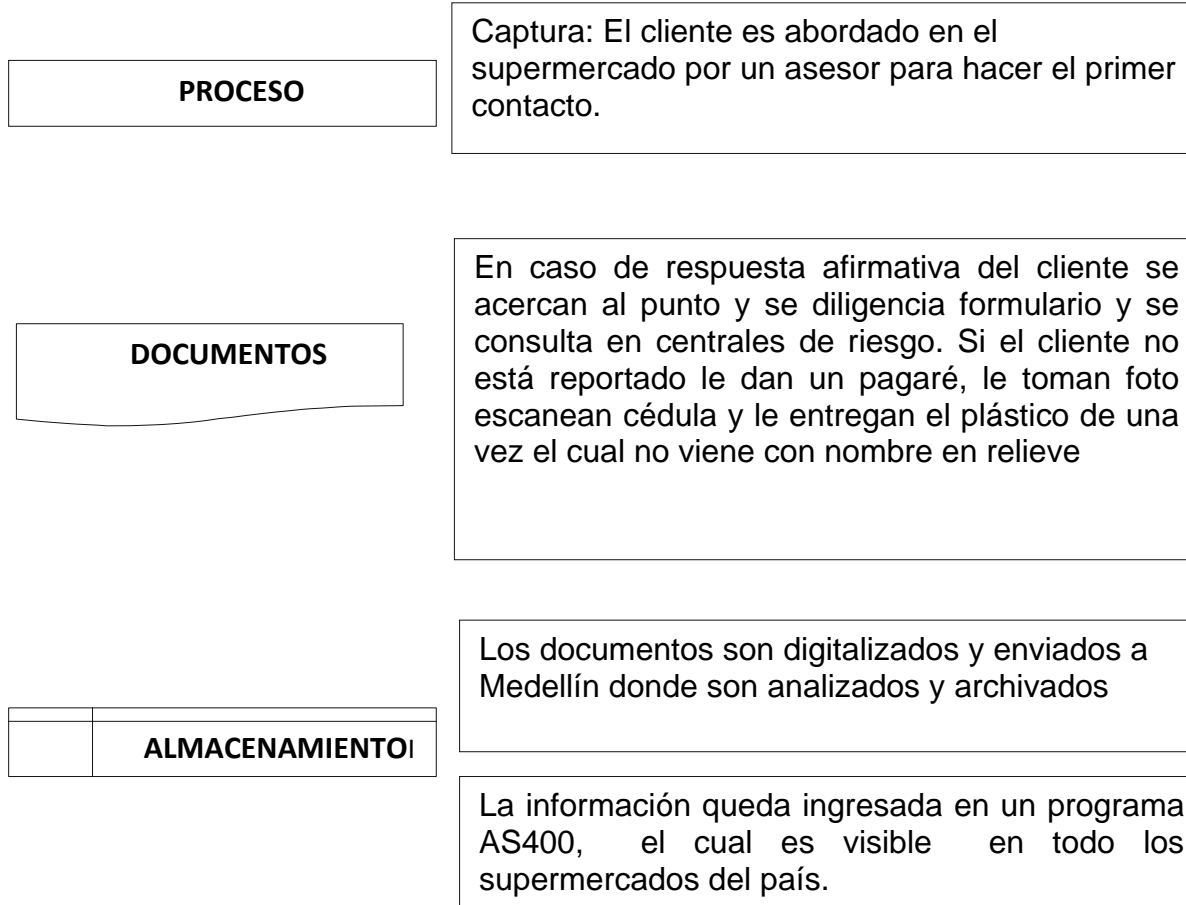 Captura: El cliente es abordado en el
supermercado por un asesor para hacer el primer
contacto.
PROCESO
En caso de respuesta afirmativa del cliente se
acercan al punto y se diligencia formulario y se
consulta en centrales de riesgo. Si el cliente no
está reportado le dan un pagaré, le toman foto
escanean cédula y le entregan el plástico de una
vez el cual no viene con nombre en relieve
DOCUMENTOS
Los documentos son digitalizados y enviados a
Medellín donde son analizados y archivados
ALMACENAMIENTO
La información queda ingresada en un programa
AS400, el cual es visible en todo los
supermercados del país.